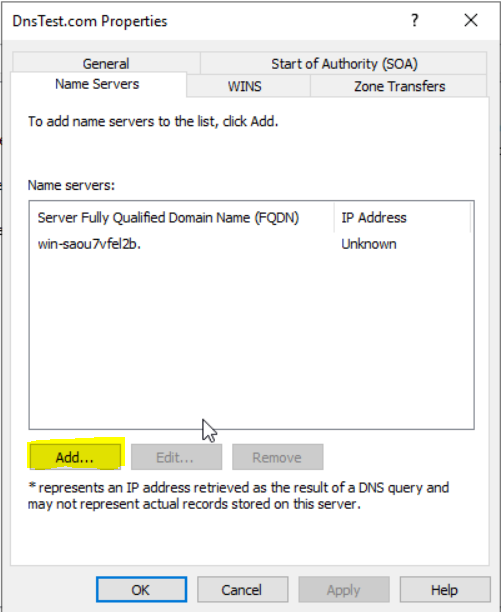 DnsTest.com Properties
?
General
Start of Authority (SOA)
Name Servers
WINS
Zone Transfers
To add name servers to the list, click Add.
Name servers:
Server Fully Qualified Domain Name (FQDN)
IP Address
win-saou7vfel2b.
Unknown
Add...
Edit...
Remove
* represents an IP address retrieved as the result of a DNS query and
may not represent actual records stored on this server.
OK
Cancel
Apply
Help